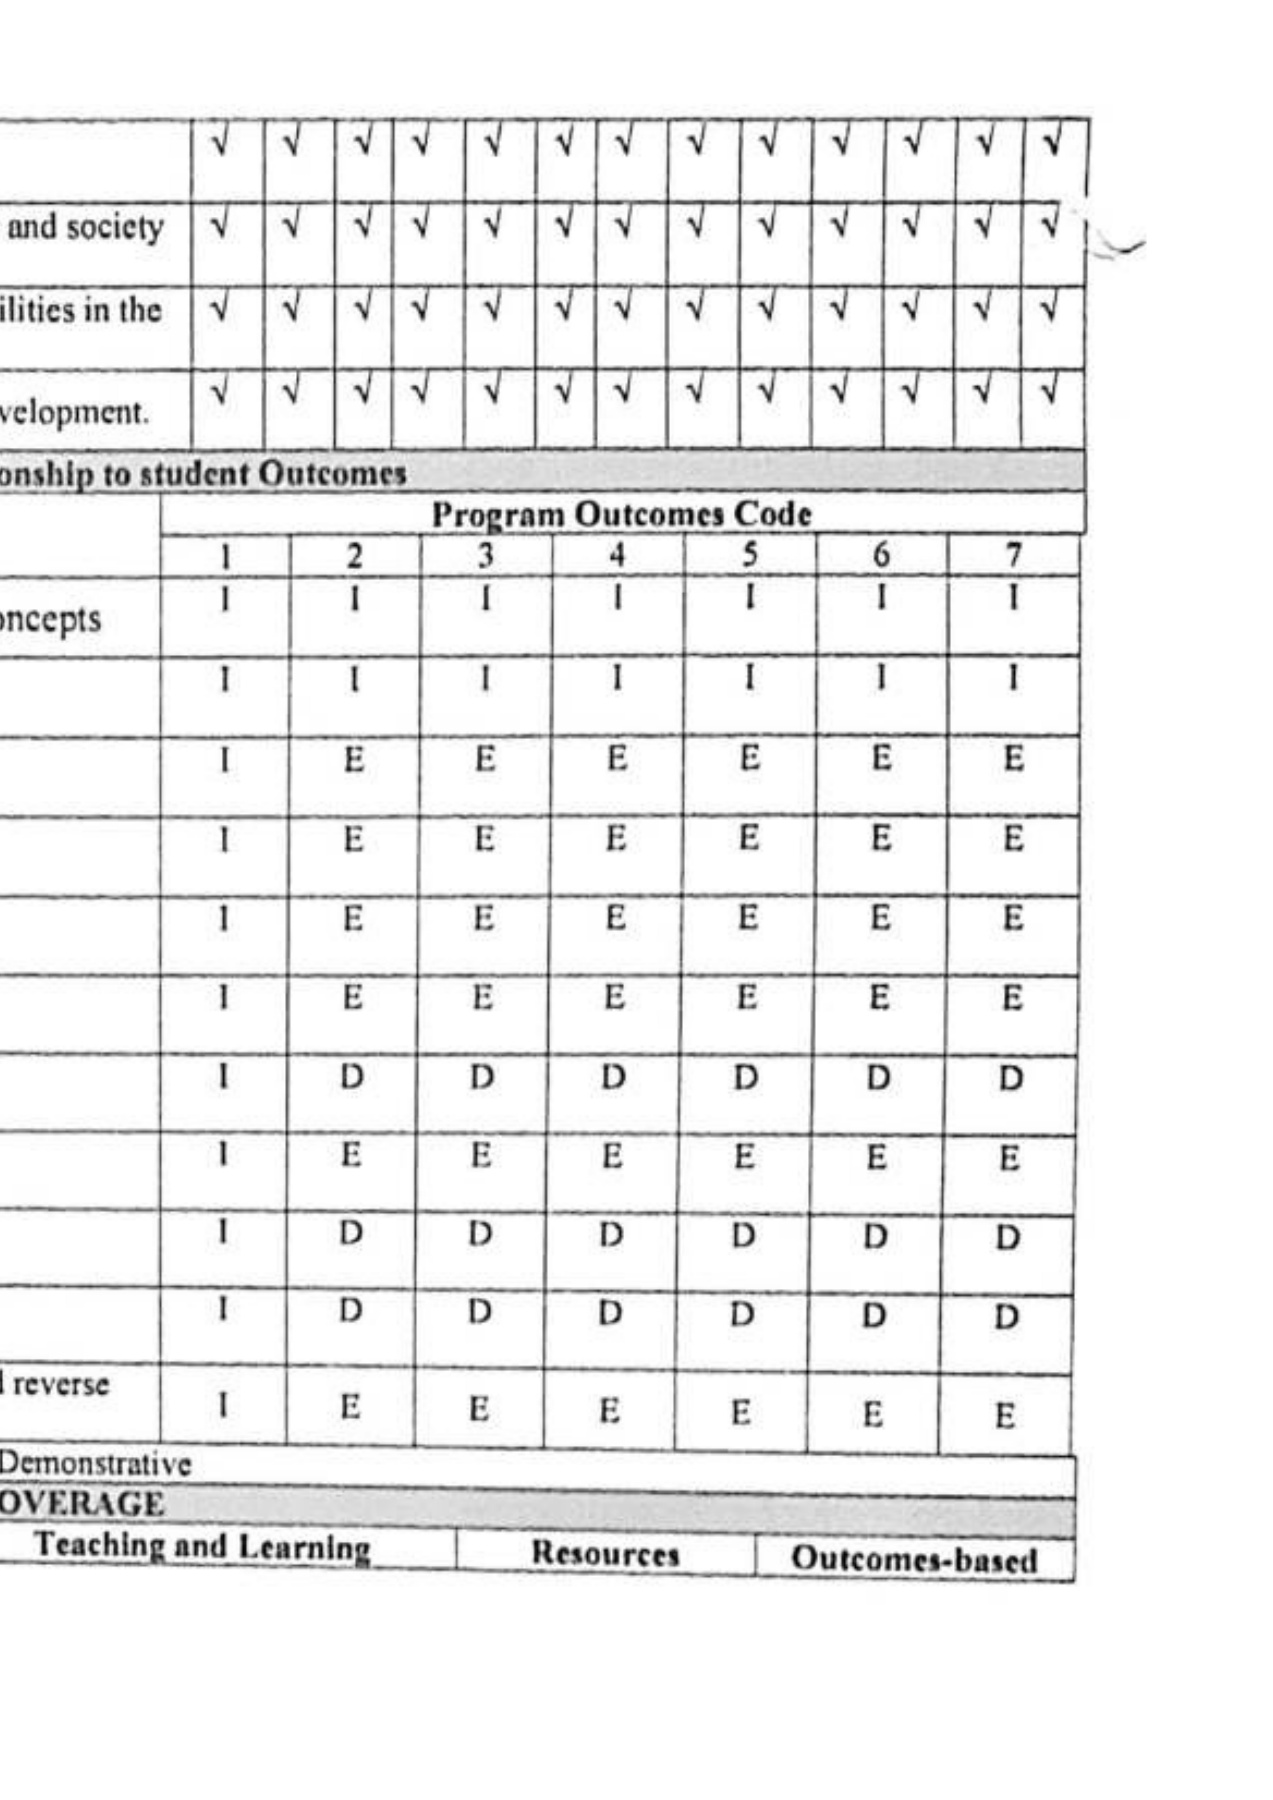 √ √ √ √ √ √ √ √ √ √ √ √ √
and society √ √ √ √ √ √ √ √ √ √ √ √ √
ilities in the √ √ √ √ √ √ √ √ √ √ √ √ √
velopment. √ √ √ √ √ √ √ √ √ √ √ √ √
onship to student Outcomes
Program Outcomes Code
1 2 3 4 5 6 7
oncepts I I I I I I I
I I I I I I I
I E E E E E E
I E E E E E E
I E E E E E E
I E E E E E E
I D D D D D D
I E E E E E E
I D D D D D D
I D D D D D D
reverse
I E E E E E E
Demonstrative
OVERAGE
Teaching and Learning Resources Outcomes-based